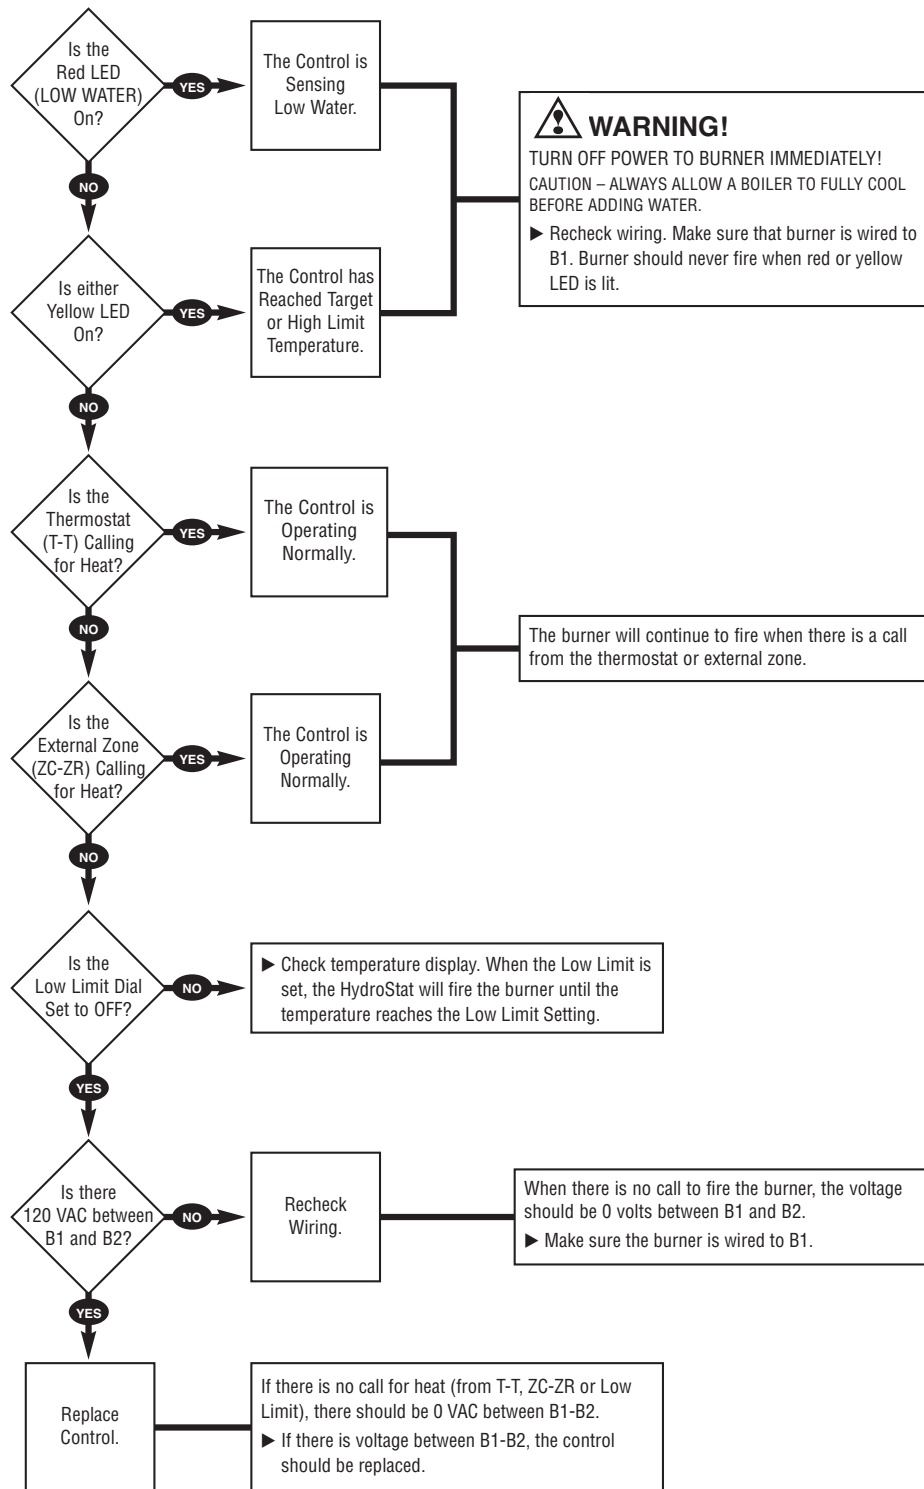 Is the
Red LED
(LOW WATER)
On?
YES
The Control is
Sensing
Low Water.
WARNING!
TURN OFF POWER TO BURNER IMMEDIATELY!
CAUTION – ALWAYS ALLOW A BOILER TO FULLY COOL
BEFORE ADDING WATER.
▶ Recheck wiring. Make sure that burner is wired to
B1. Burner should never fire when red or yellow
LED is lit.
NO
Is either
Yellow LED
On?
YES
The Control has
Reached Target
or High Limit
Temperature.
NO
Is the
Thermostat
(T-T) Calling
for Heat?
YES
The Control is
Operating
Normally.
The burner will continue to fire when there is a call
from the thermostat or external zone.
NO
Is the
External Zone
(ZC-ZR) Calling
for Heat?
YES
The Control is
Operating
Normally.
NO
Is the
Low Limit Dial
Set to OFF?
NO
▶ Check temperature display. When the Low Limit is
set, the HydroStat will fire the burner until the
temperature reaches the Low Limit Setting.
YES
Is there
120 VAC between
B1 and B2?
NO
Recheck
Wiring.
When there is no call to fire the burner, the voltage
should be 0 volts between B1 and B2.
▶ Make sure the burner is wired to B1.
YES
Replace
Control.
If there is no call for heat (from T-T, ZC-ZR or Low
Limit), there should be 0 VAC between B1-B2.
▶ If there is voltage between B1-B2, the control
should be replaced.